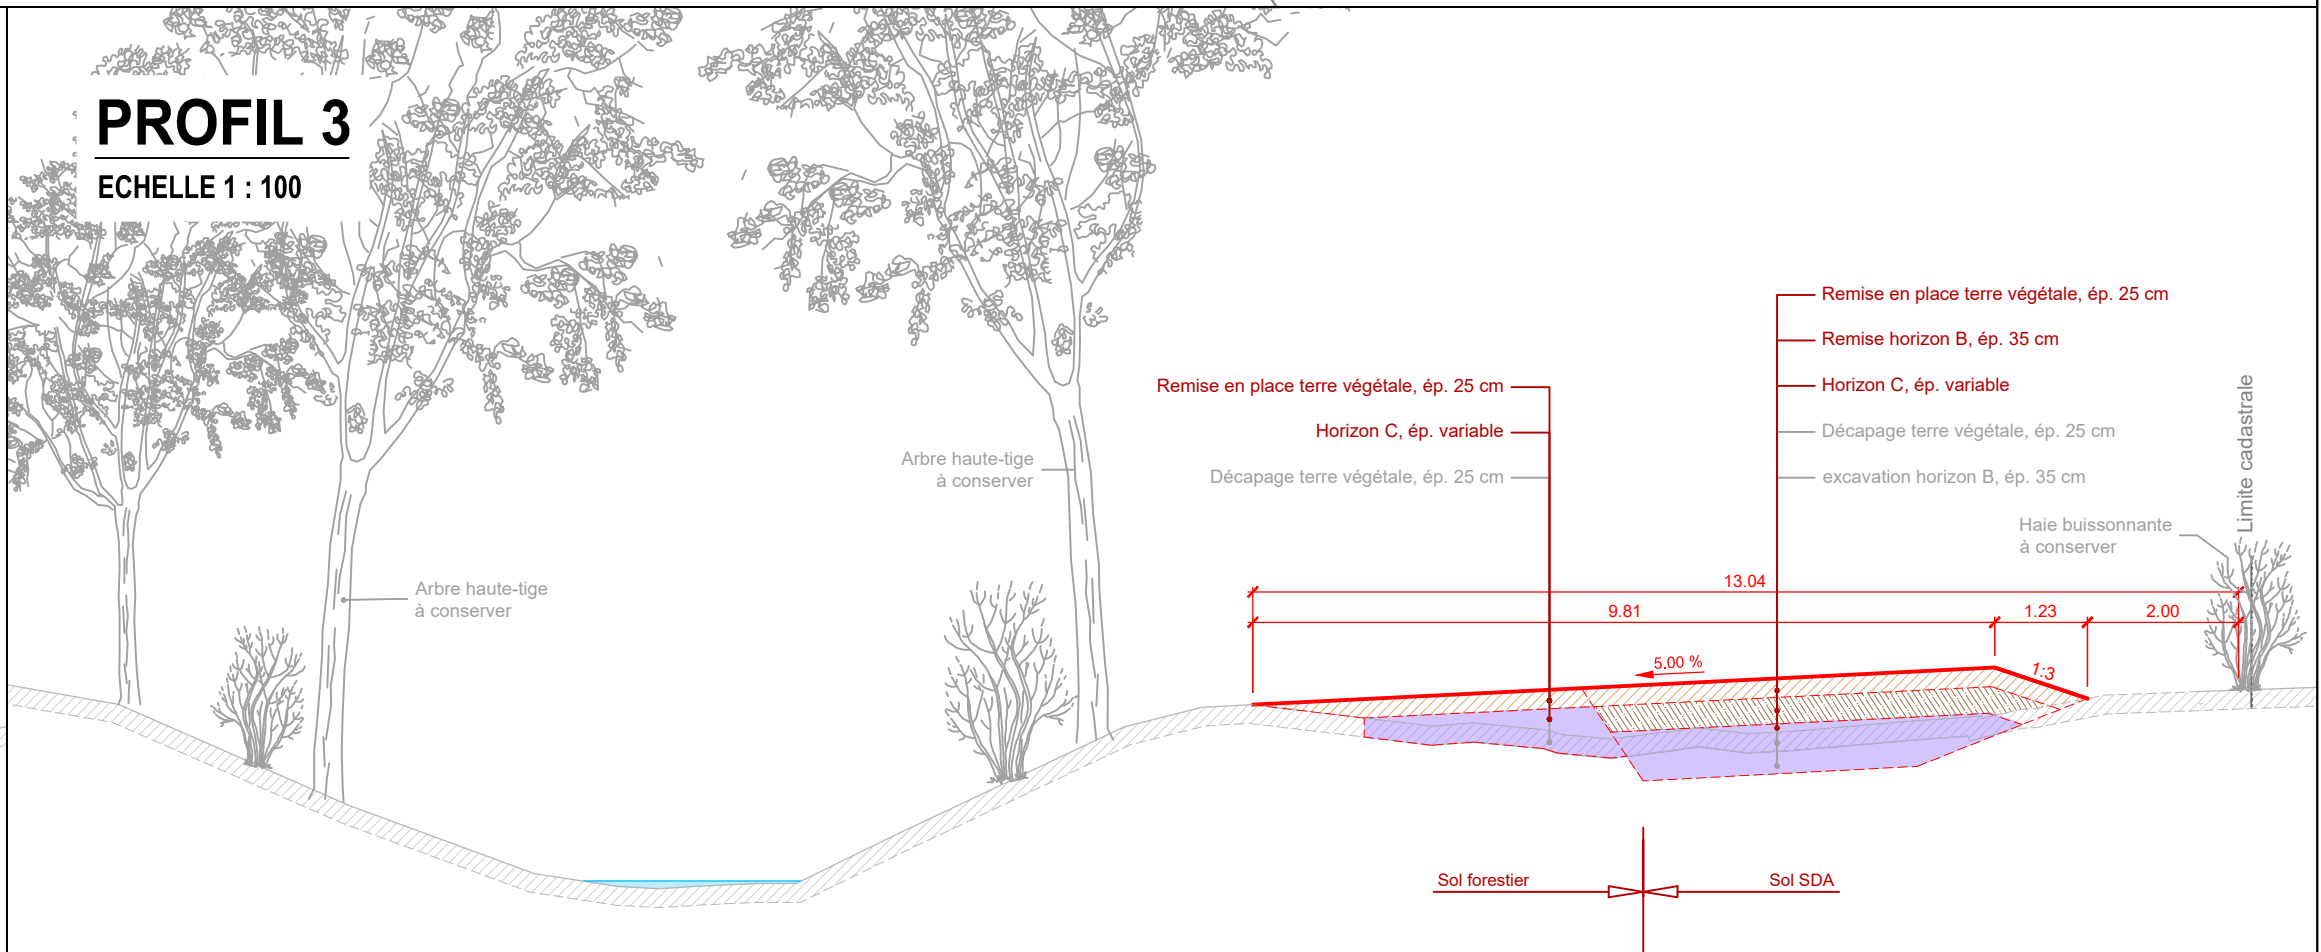 PROFIL 3
ECHELLE 1 : 100
Remise en place terre végétale, ép. 25 cm
Remise horizon B, ép. 35 cm
Horizon C, ép. variable
Décapage terre végétale, ép. 25 cm
excavation horizon B, ép. 35 cm
Remise en place terre végétale, ép. 25 cm
Horizon C, ép. variable
Décapage terre végétale, ép. 25 cm
Arbre haute-tige
à conserver
Arbre haute-tige
à conserver
Limite cadastrale
Haie buissonnante
à conserver
13.04
9.81
1.23
2.00
5.00 %
1:3
Sol forestier
Sol SDA